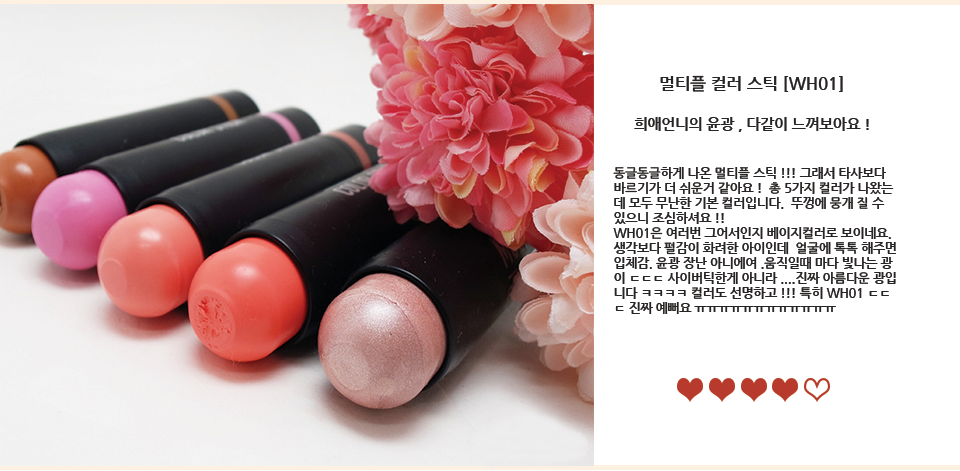 멀티플 컬러 스틱 [WH01]
희애언니의 윤광 , 다같이 느껴보아요 !
동글동글하게 나온 멀티플 스틱 !!! 그래서 타사보다
바르기가 더 쉬운거 같아요 ! 총 5가지 컬러가 나왔는
데 모두 무난한 기본 컬러입니다. 뚜껑에 뭉개 질 수
있으니 조심하셔요 !!
WH01은 여러번 그어서인지 베이지컬러로 보이네요.
생각보다 펄감이 화려한 아이인데 얼굴에 톡톡 해주면
입체감. 윤광 장난 아니에여 .움직일때 마다 빛나는 광
이 ㄷㄷㄷ 사이버틱한게 아니라 ....진짜 아름다운 광입
니다 ㅋㅋㅋㅋ 컬러도 선명하고 !!! 특히 WH01 ㄷㄷ
ㄷ 진짜 예뻐요 ㅠㅠㅠㅠㅠㅠㅠㅠㅠㅠㅠㅠ